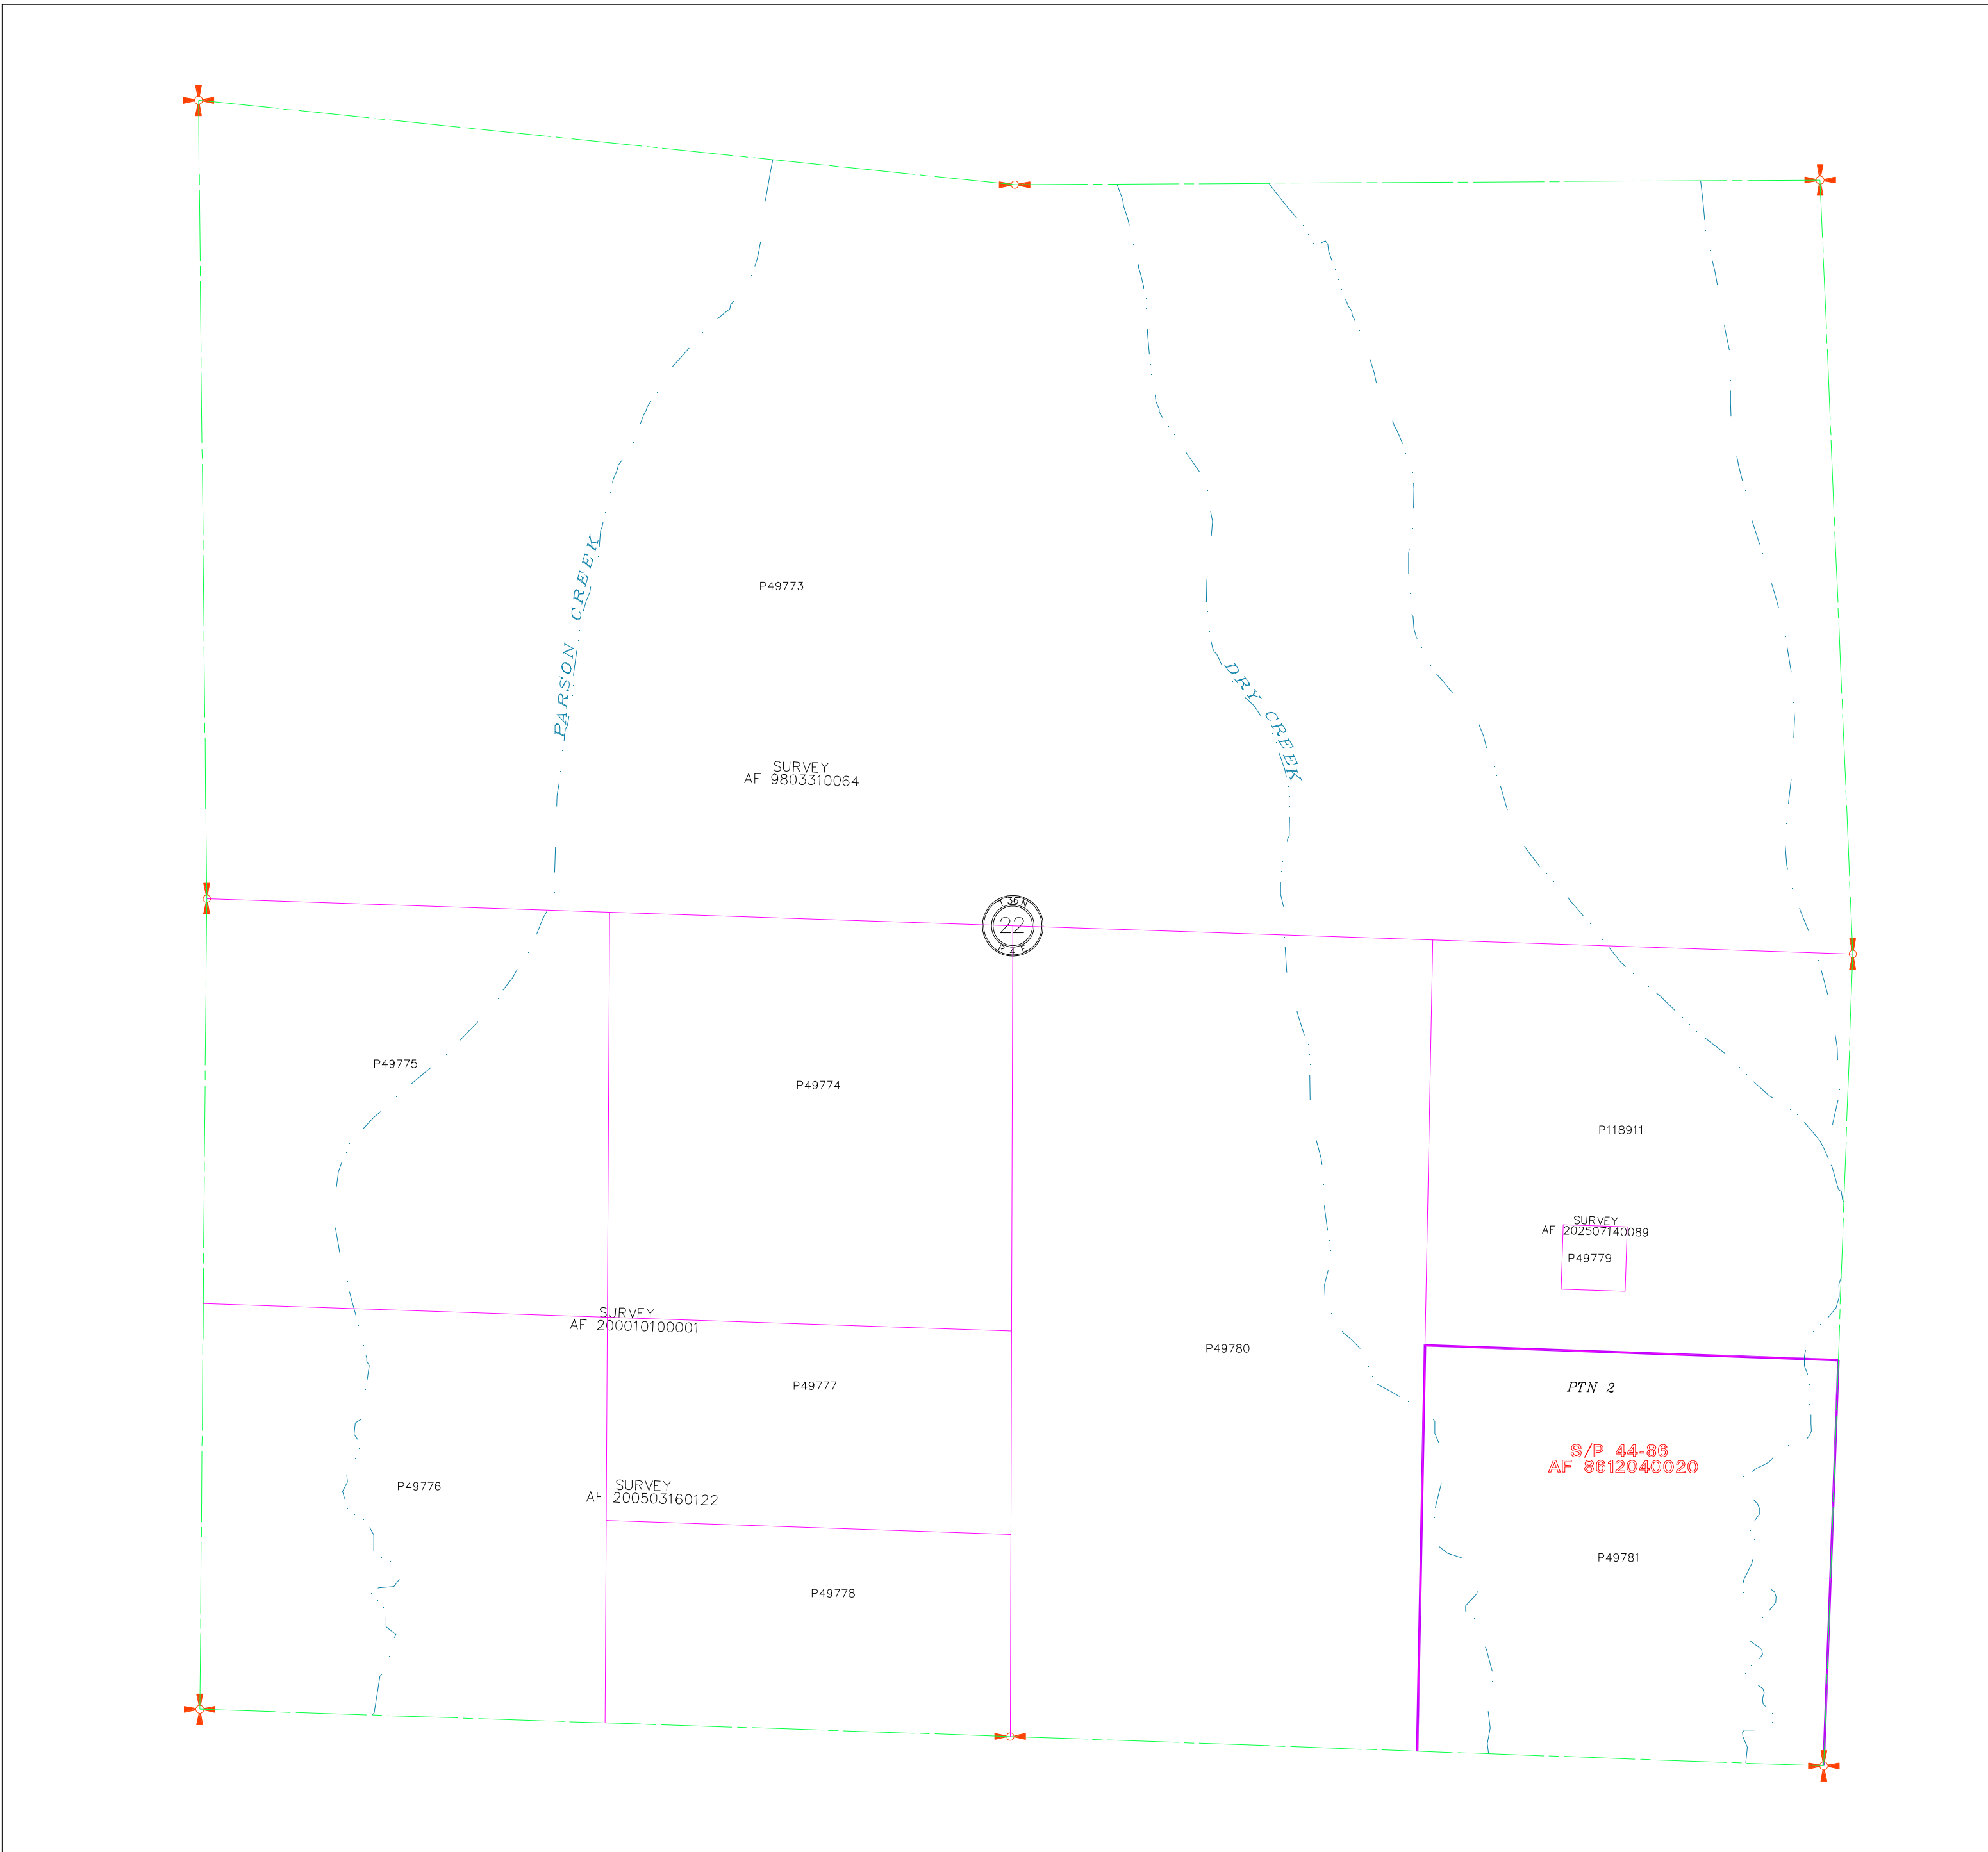 P49773
PARSON CREEK
DRY CREEK
SURVEY
AF 9803310064
T 36 N
22
R 4 E
P49775
P49774
P118911
SURVEY
AF 202507140089
P49779
SURVEY
AF 200010100001
P49780
P49777
PTN 2
S/P 44-86
AF 8612040020
P49776
SURVEY
AF 200503160122
P49781
P49778